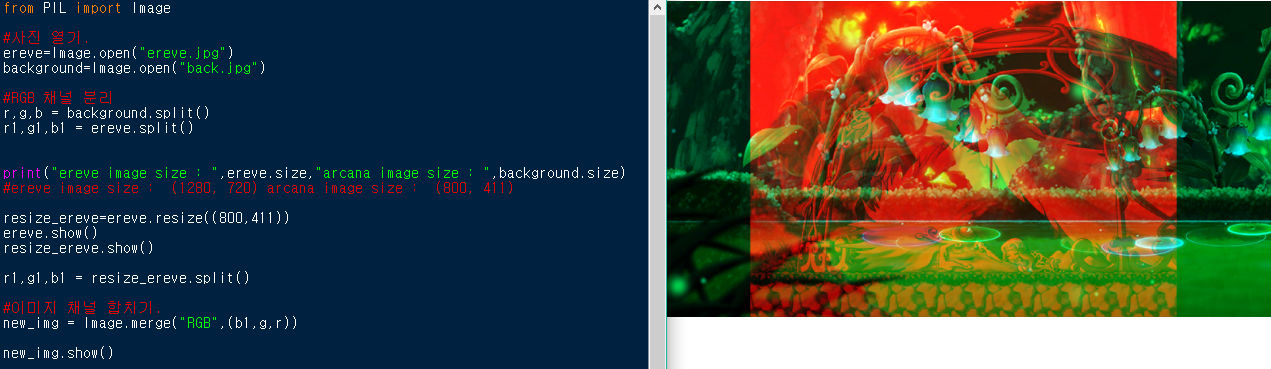 from PIL import Image
#사진 열기.
ereve=Image.open("ereve.jpg")
background=Image.open("back.jpg")
#RGB 채널 분리
r,g,b = background.split()
r1,g1,b1 = ereve.split()
print("ereve image size : ",ereve.size,"arcana image size : ",background.size)
#ereve image size :  (1280, 720) arcana image size :  (800, 411)
resize_ereve=ereve.resize((800,411))
ereve.show()
resize_ereve.show()
r1,g1,b1 = resize_ereve.split()
#이미지 채널 합치기.
new_img = Image.merge("RGB",(b1,g,r))
new_img.show()